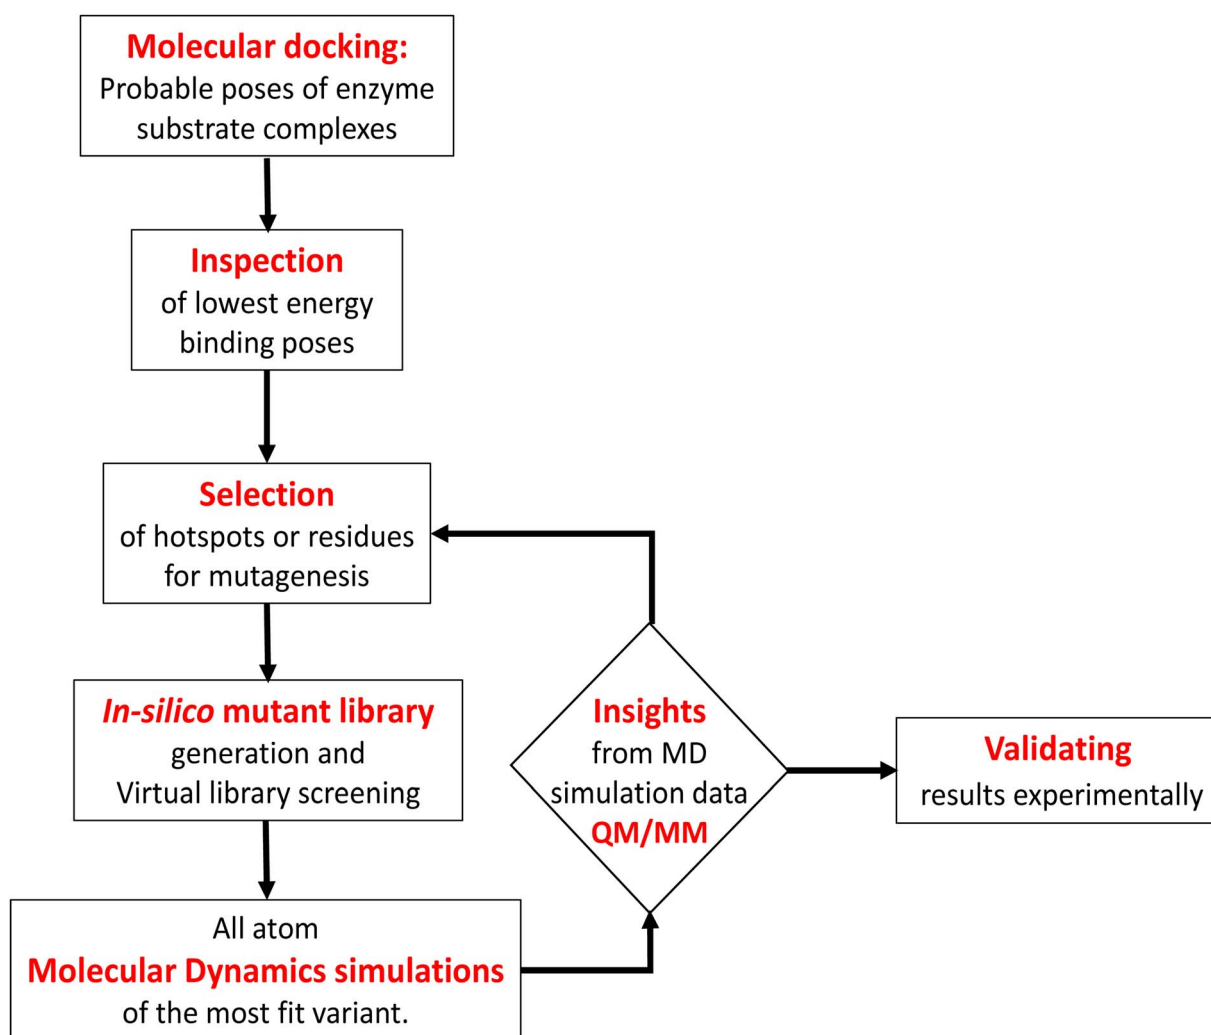 Molecular docking:
Probable poses of enzyme
substrate complexes
Inspection
of lowest energy
binding poses
Selection
of hotspots or residues
for mutagenesis
In-silico mutant library
generation and
Virtual library screening
All atom
Molecular Dynamics simulations
of the most fit variant.
Insights
from MD
simulation data
QM/MM
Validating
results experimentally